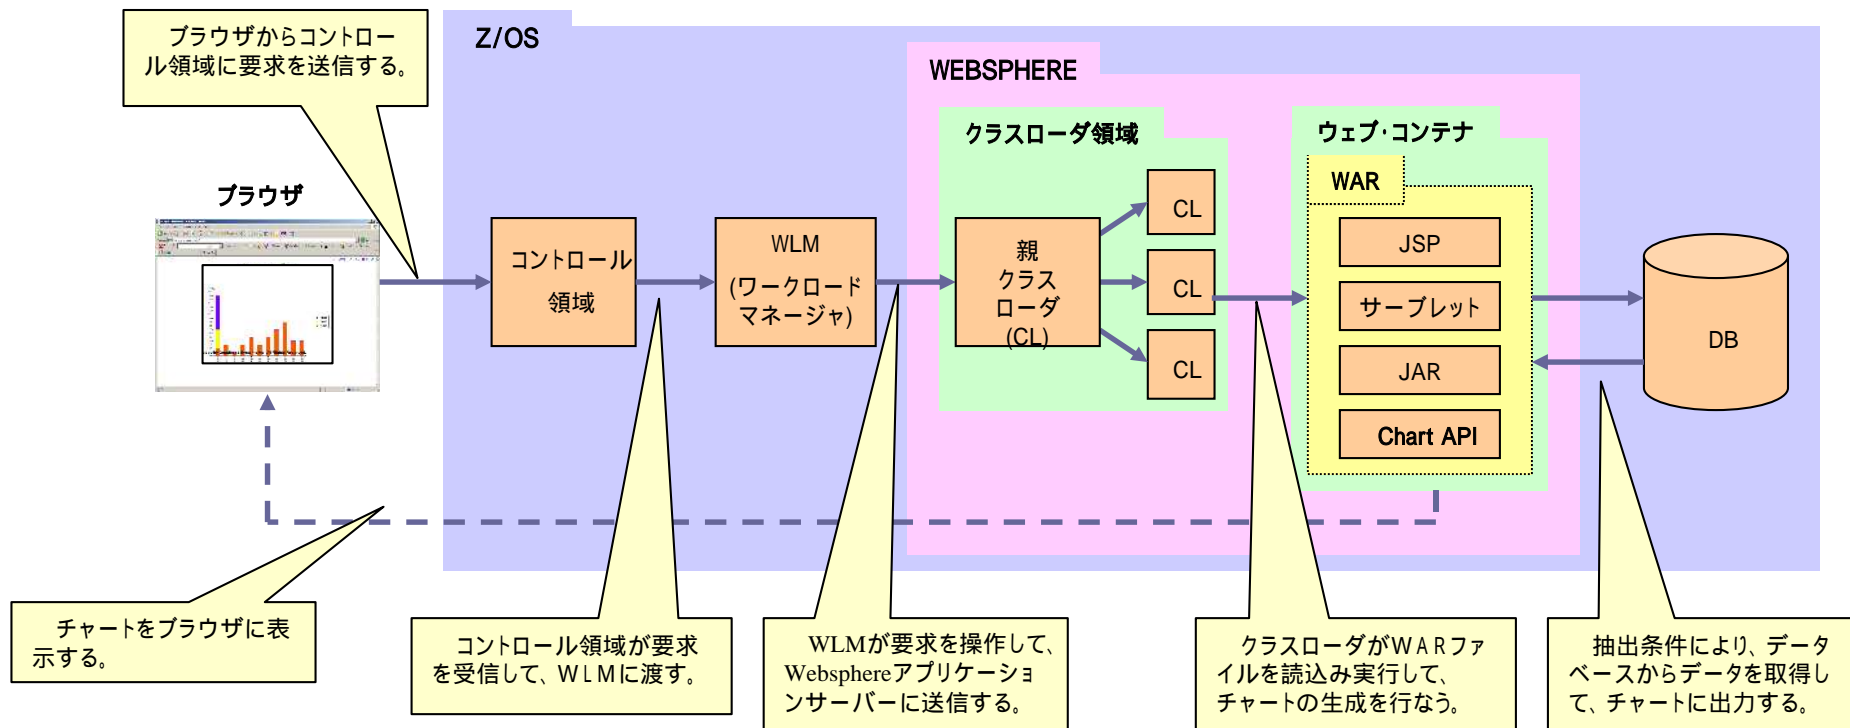 ブラウザからコントロー
ル領域に要求を送信する。
Z/OS
WEBSPHERE
クラスローダ領域
ウェブ・コンテナ
WAR
ブラウザ
コントロール
領域
WLM
(ワークロード
マネージャ)
親
クラス
ローダ
(CL)
CL
CL
CL
JSP
サーブレット
JAR
Chart API
DB
チャートをブラウザに表
示する。
コントロール領域が要求
を受信して、WLMに渡す。
WLMが要求を操作して、
Websphereアプリケーショ
ンサーバーに送信する。
クラスローダがWARファ
イルを読込み実行して、
チャートの生成を行なう。
抽出条件により、データ
ベースからデータを取得し
て、チャートに出力する。